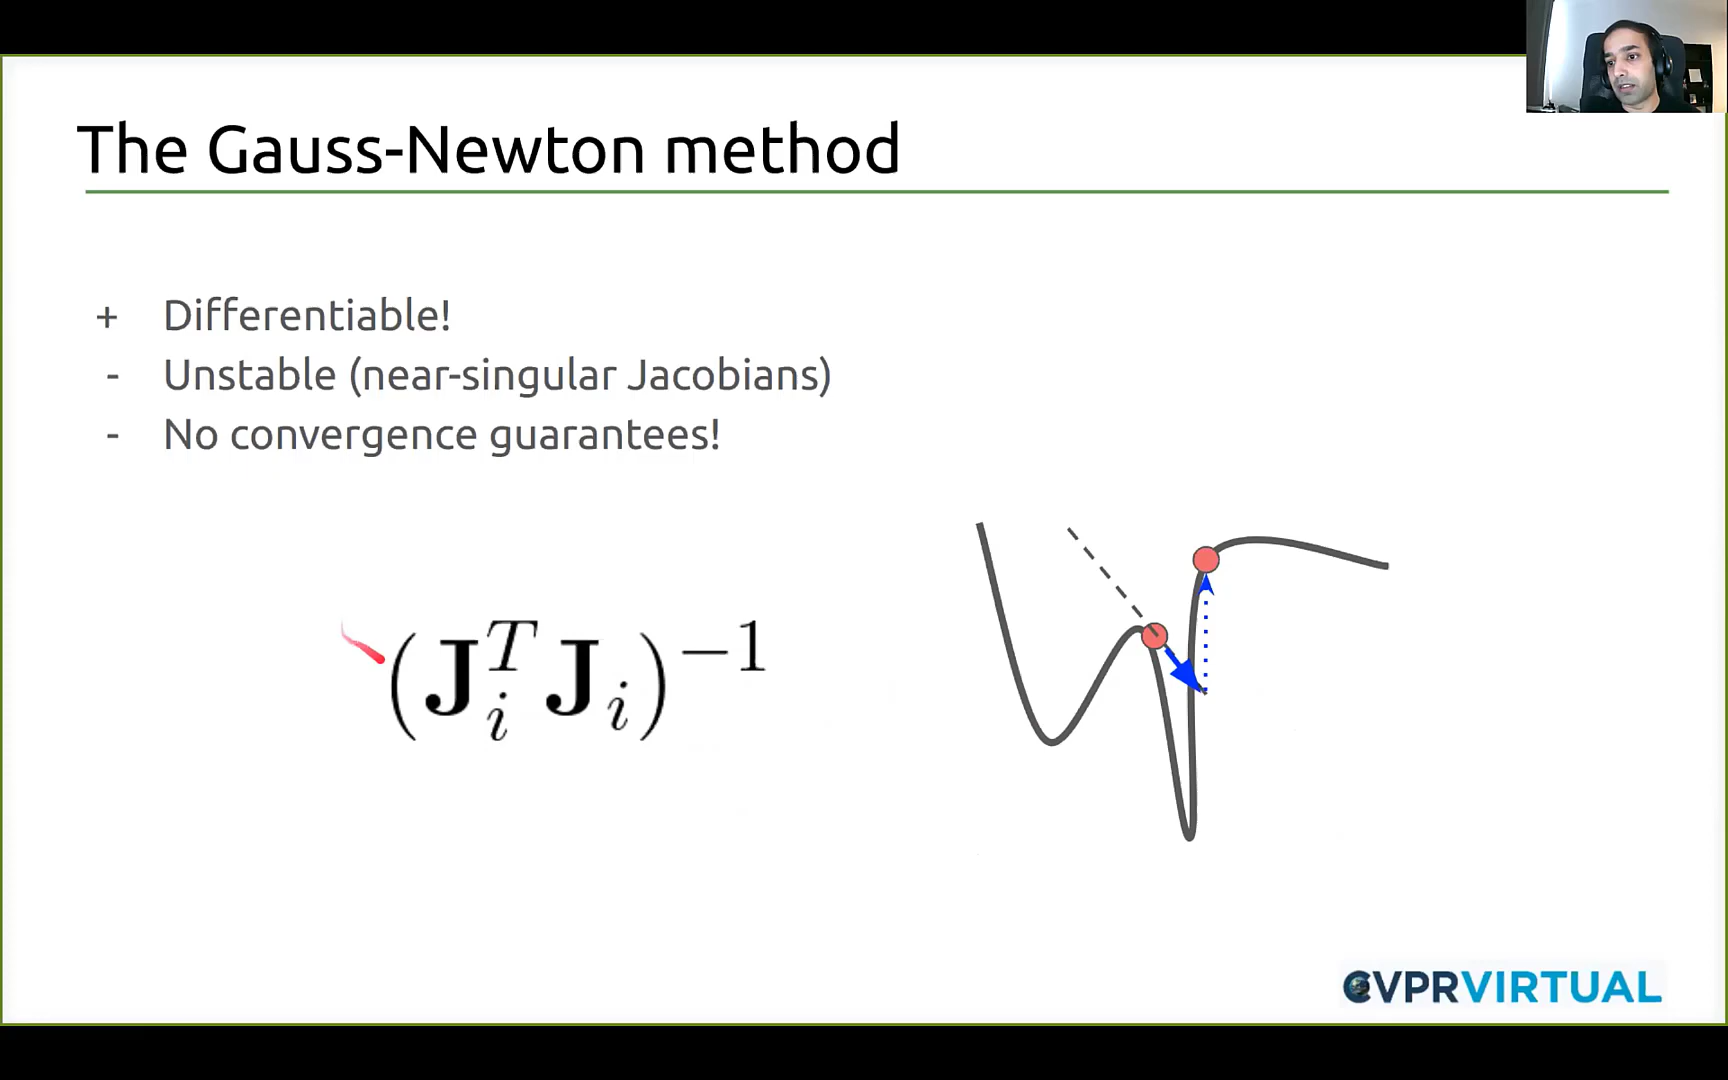 The Gauss-Newton method
+ Differentiable!
- Unstable (near-singular Jacobians)
- No convergence guarantees!
(J_i^T J_i)^{-1}
CVPRVIRTUAL